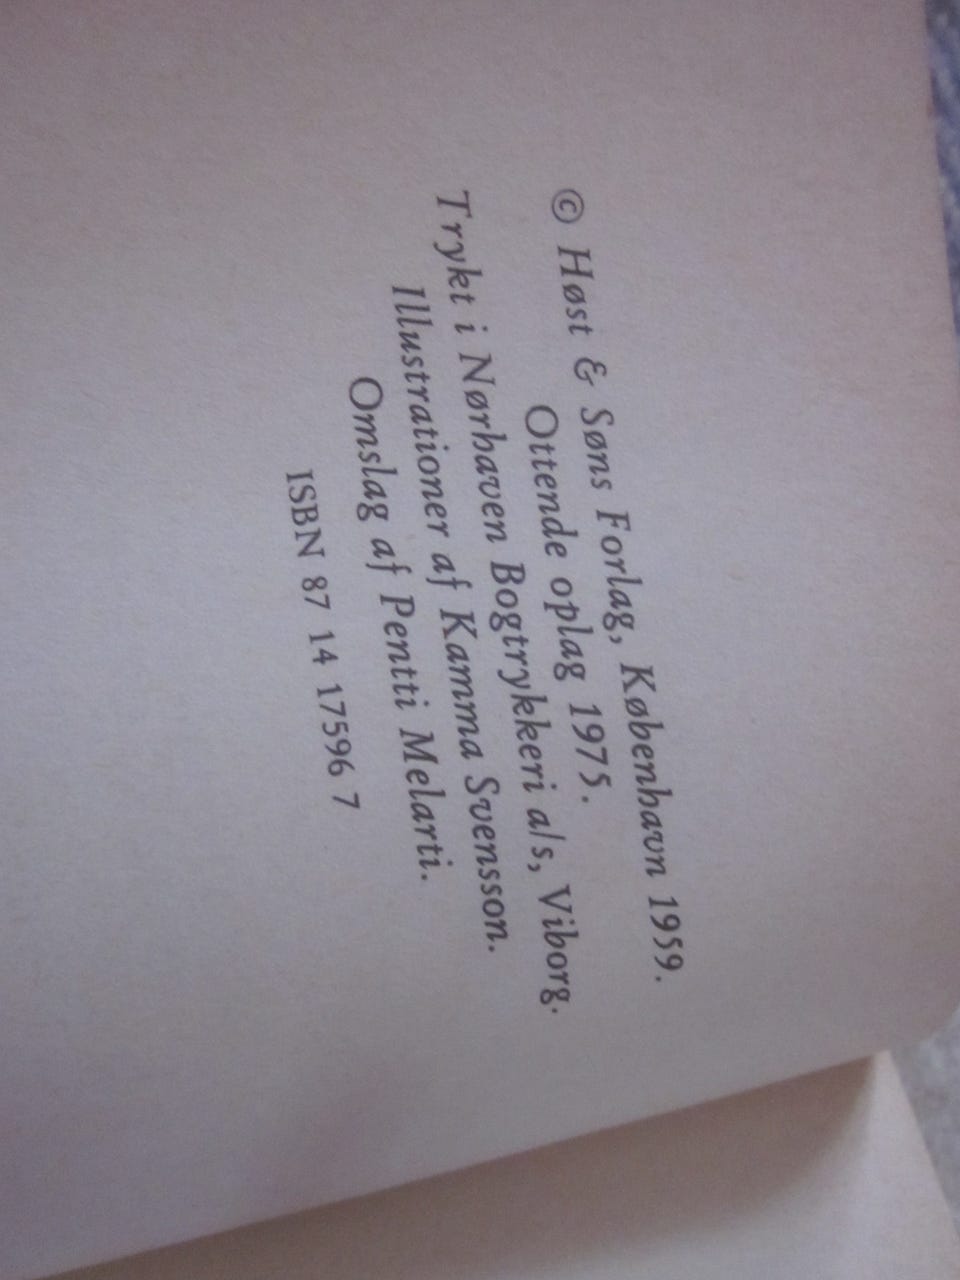 © Høst & Søns Forlag, København 1959.
Ottende oplag 1975.
Trykt i Nørhaven Bogtrykkeri a/s, Viborg.
Illustrationer af Kamma Svensson.
Omslag af Pentti Melarti.
ISBN 87 14 17596 7